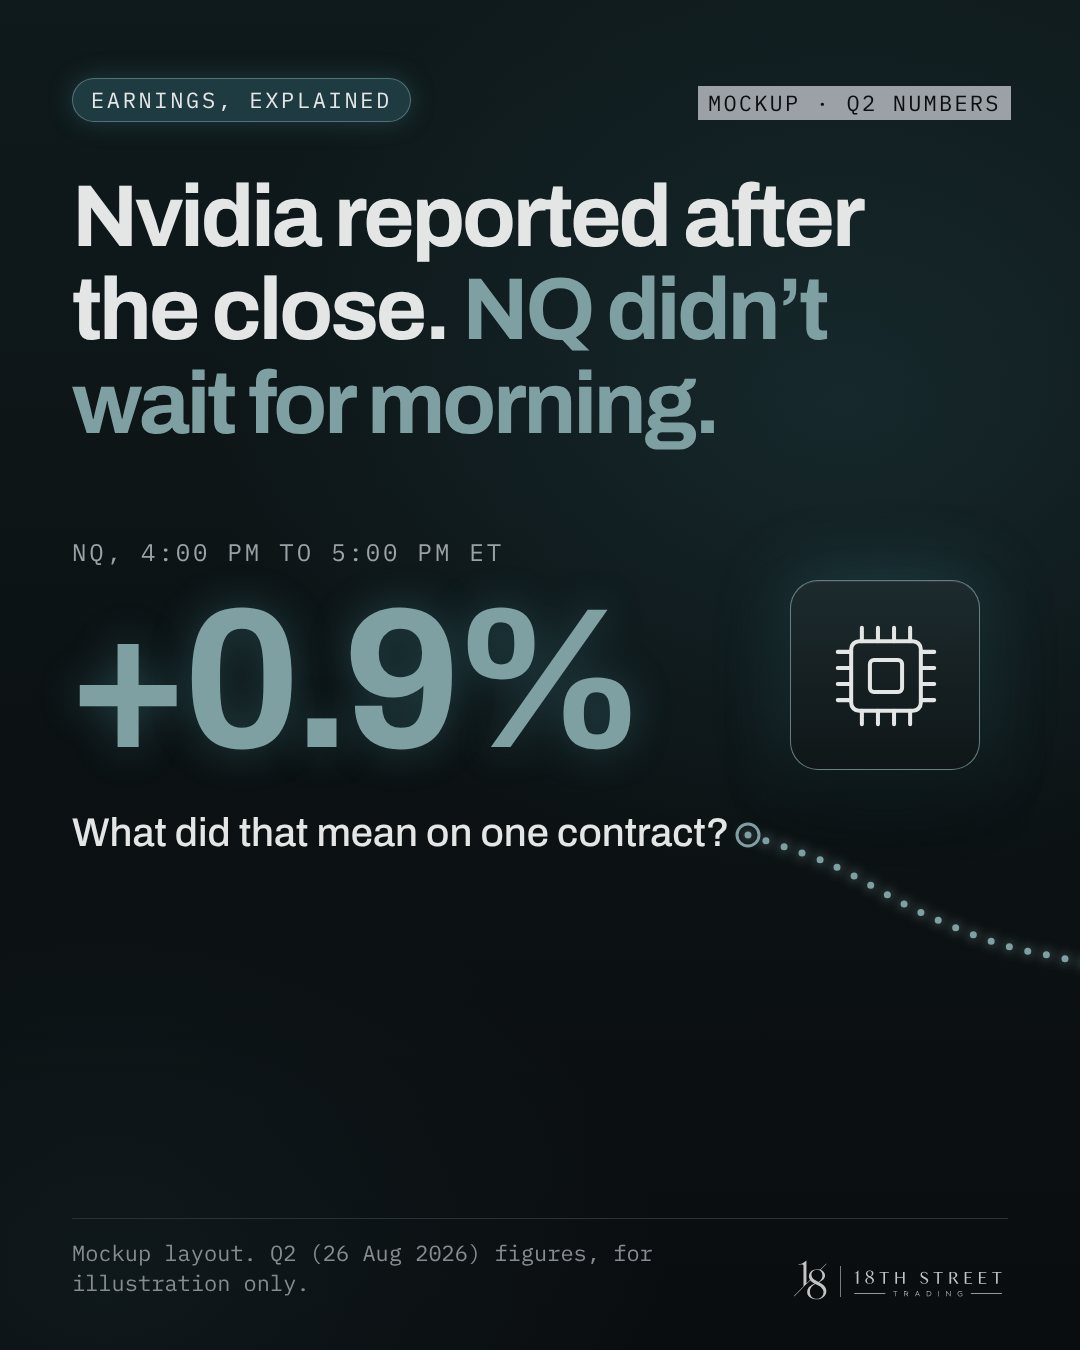 EARNINGS, EXPLAINED
MOCKUP · Q2 NUMBERS
Nvidia reported after
the close. NQ didn’t
wait for morning.
NQ, 4:00 PM TO 5:00 PM ET
+0.9%
What did that mean on one contract?
Mockup layout. Q2 (26 Aug 2026) figures, for
illustration only.
18 | 18TH STREET
TRADING